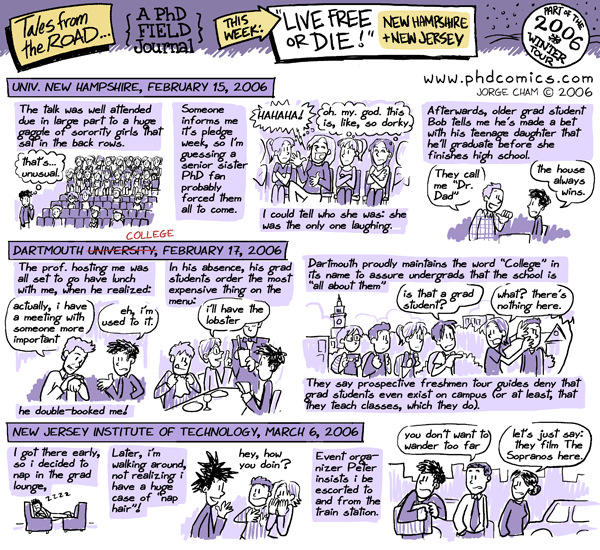 Tales from
the ROAD...
A PhD
FIELD
Journal
THIS
WEEK:
"LIVE FREE
OR DIE!"
NEW HAMPSHIRE
+NEW JERSEY
PART OF THE
2006
WINTER
TOUR
www.phdcomics.com
JORGE CHAM © 2006
UNIV. NEW HAMPSHIRE, FEBRUARY 15, 2006
The talk was well attended
due in large part to a huge
gaggle of sorority girls that
sat in the back rows.
that's...
unusual.
Someone
informs me
it's pledge
week, so I'm
guessing a
senior sister
PhD fan
probably
forced them
all to come.
HAHAHA!
oh. my. god. this
is, like, so dorky.
I could tell who she was: she
was the only one laughing.
Afterwards, older grad student
Bob tells me he's made a bet
with his teenage daughter that
he'll graduate before she
finishes high school.
They call
me "Dr.
Dad"
the house
always
wins.
COLLEGE
DARTMOUTH UNIVERSITY, FEBRUARY 17, 2006
The prof. hosting me was
all set to go have lunch
with me, when he realized:
actually, i have
a meeting with
someone more
important
eh, i'm
used to it.
he double-booked me!
In his absence, his grad
students order the most
expensive thing on the
menu:
i'll have the
lobster
Dartmouth proudly maintains the word "College" in
its name to assure undergrads that the school is
"all about them"
is that a grad
student?
what? there's
nothing here.
They say prospective freshmen tour guides deny that
grad students even exist on campus (or at least, that
they teach classes, which they do).
NEW JERSEY INSTITUTE OF TECHNOLOGY, MARCH 6, 2006
I got there early,
so i decided to
nap in the grad
lounge,
zzzz
Later, i'm
walking around,
not realizing i
have a huge
case of "nap
hair"!
hey, how
you doin'?
Event orga-
nizer Peter
insists i be
escorted to
and from the
train station.
you don't want to
wander too far
let's just say:
they film The
Sopranos here.